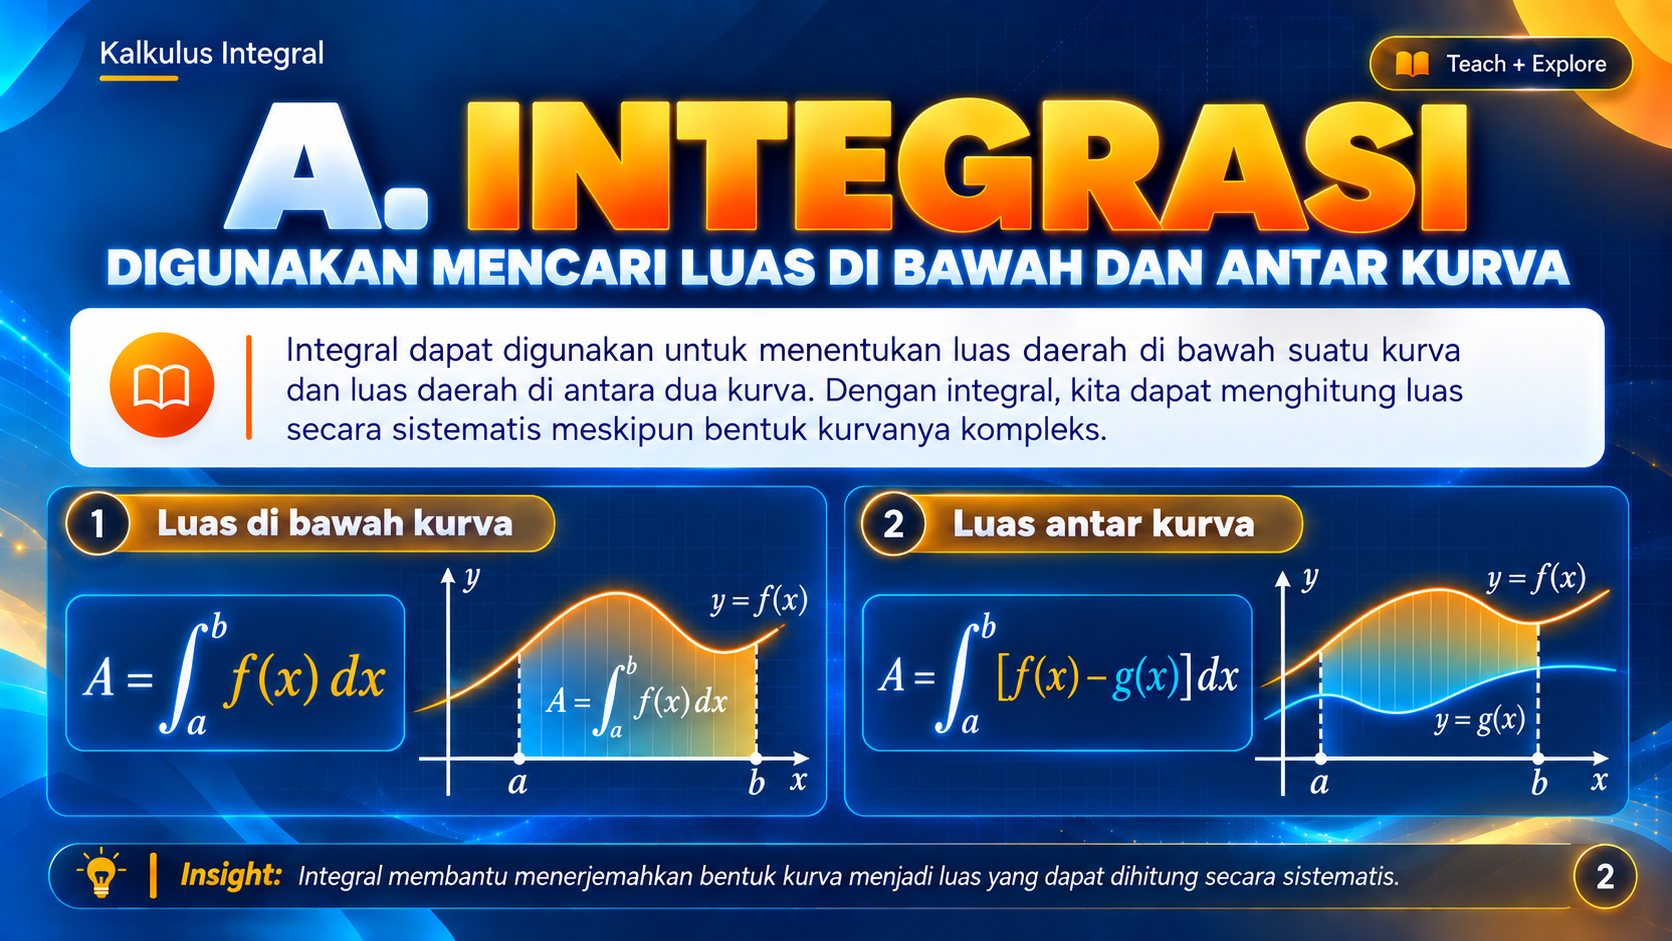 Kalkulus Integral
Teach + Explore
A. INTEGRASI
DIGUNAKAN MENCARI LUAS DI BAWAH DAN ANTAR KURVA
Integral dapat digunakan untuk menentukan luas daerah di bawah suatu kurva
dan luas daerah di antara dua kurva. Dengan integral, kita dapat menghitung luas
secara sistematis meskipun bentuk kurvanya kompleks.
1 Luas di bawah kurva
A = ∫_a^b f(x) dx
y
y = f(x)
A = ∫_a^b f(x) dx
a b x
2 Luas antar kurva
A = ∫_a^b [f(x) – g(x)] dx
y
y = f(x)
y = g(x)
a b x
Insight: Integral membantu menerjemahkan bentuk kurva menjadi luas yang dapat dihitung secara sistematis.
2